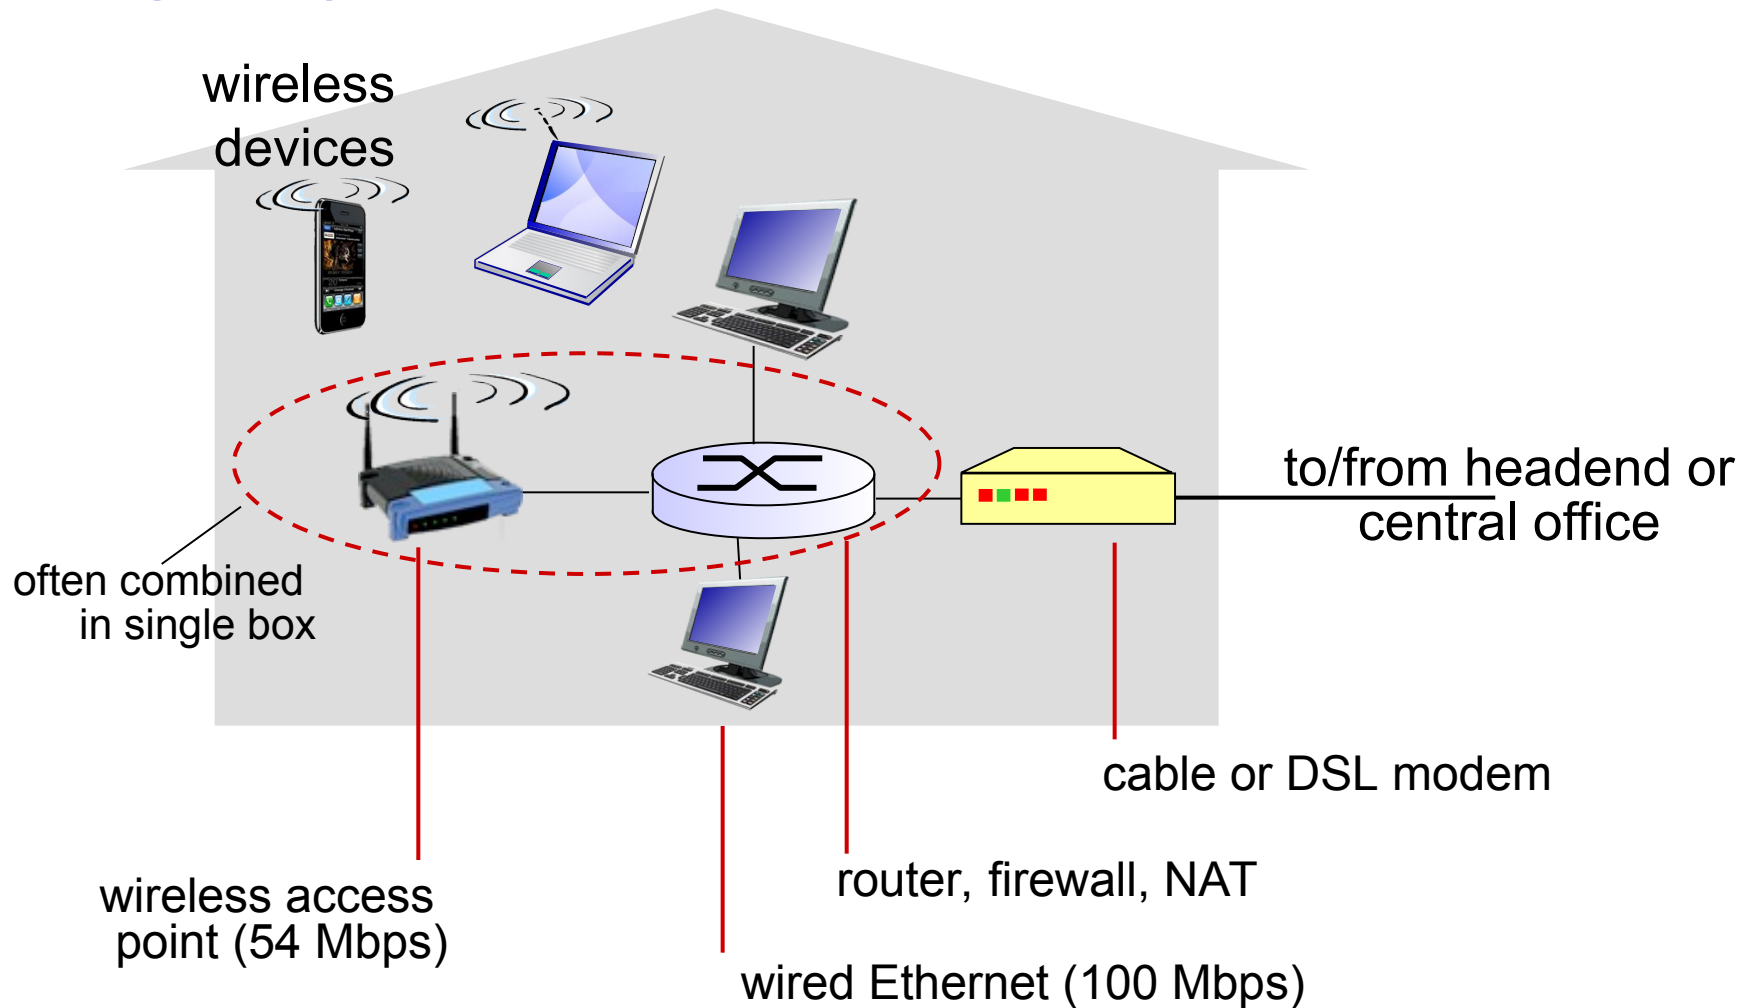 wireless
devices
to/from headend or
central office
often combined
in single box
cable or DSL modem
router, firewall, NAT
wireless access
point (54 Mbps)
wired Ethernet (100 Mbps)